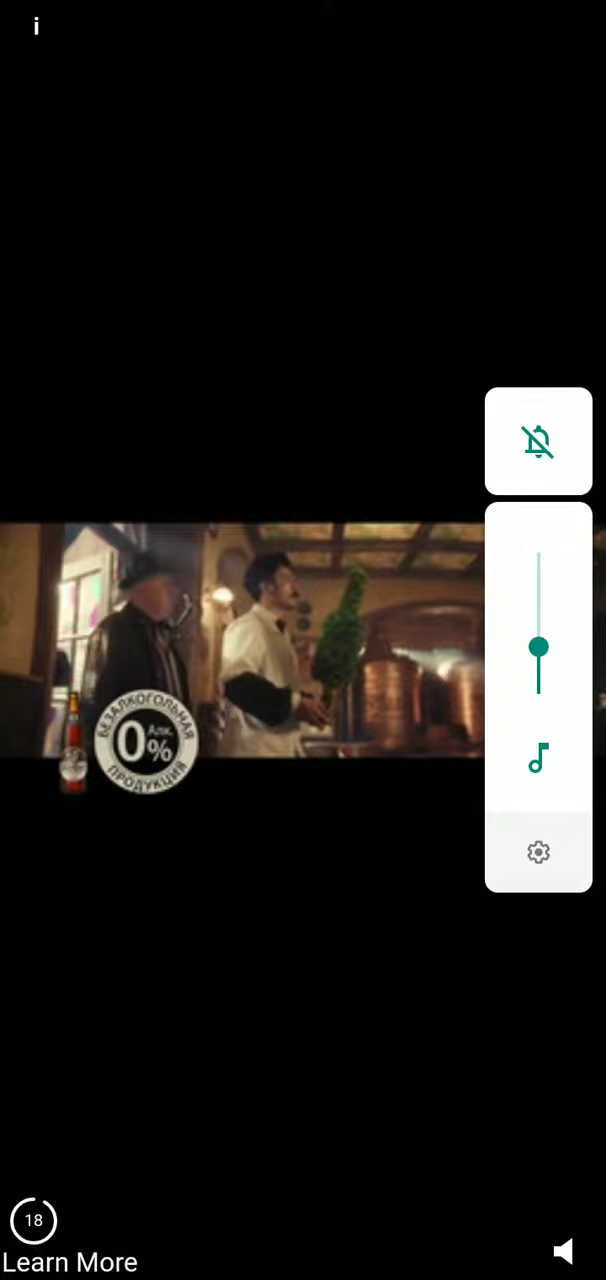 i
БЕЗАЛКОГОЛЬНАЯ
0 Алк.
%
ПРОДУКЦИЯ
18
Learn More